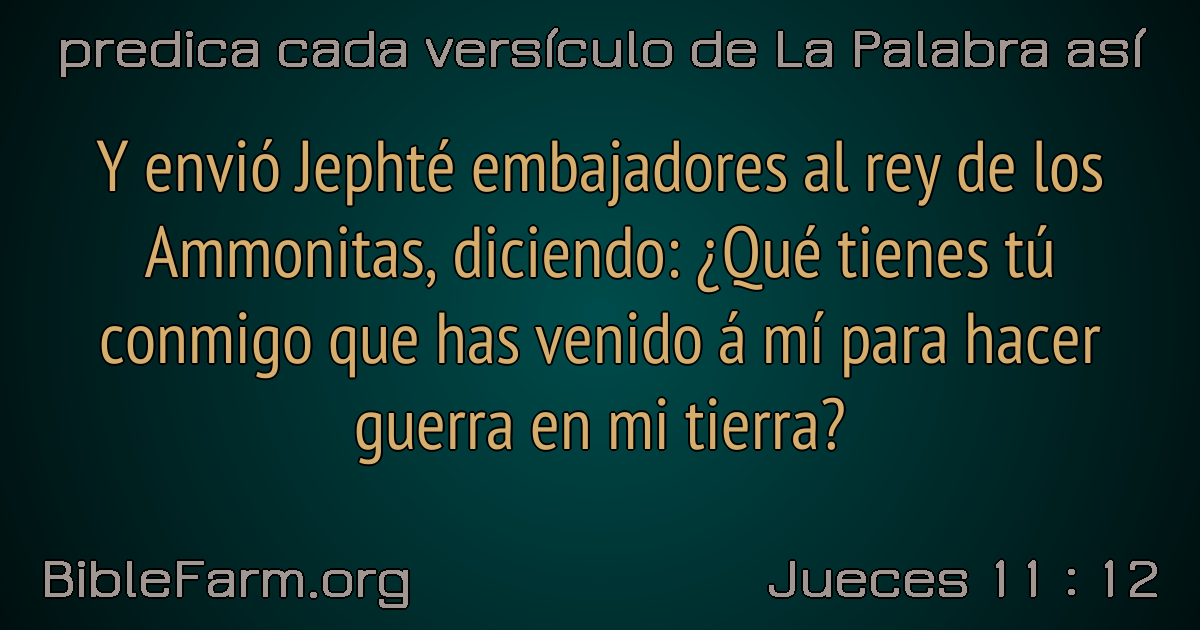 predica cada versículo de La Palabra así
Y envió Jephté embajadores al rey de los
Ammonitas, diciendo: ¿Qué tienes tú
conmigo que has venido á mí para hacer
guerra en mi tierra?
BibleFarm.org
Jueces 11 : 12